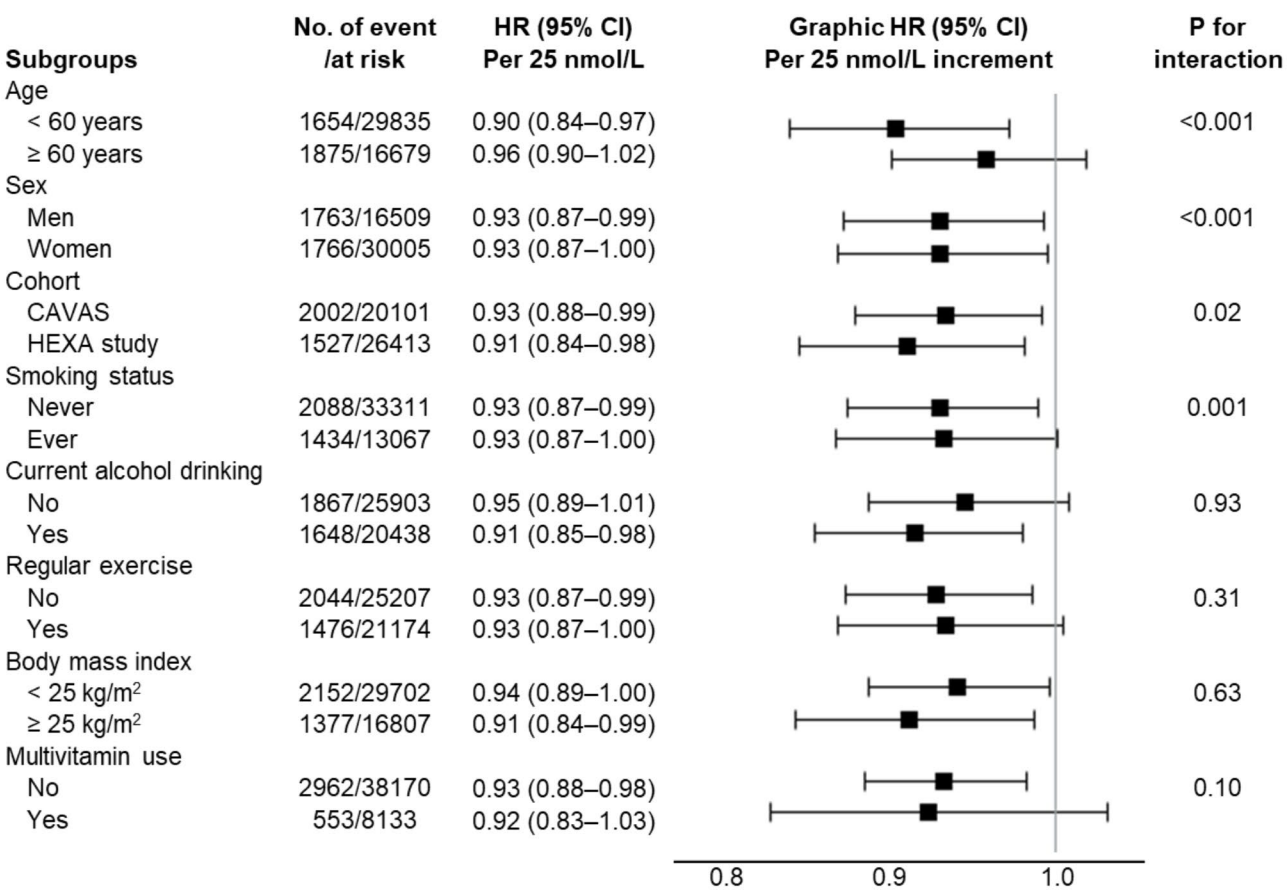 No. of event HR (95% CI) Graphic HR (95% CI) P for
Subgroups /at risk Per 25 nmol/L Per 25 nmol/L increment interaction
Age
< 60 years 1654/29835 0.90 (0.84–0.97) <0.001
≥ 60 years 1875/16679 0.96 (0.90–1.02)
Sex
Men 1763/16509 0.93 (0.87–0.99) <0.001
Women 1766/30005 0.93 (0.87–1.00)
Cohort
CAVAS 2002/20101 0.93 (0.88–0.99) 0.02
HEXA study 1527/26413 0.91 (0.84–0.98)
Smoking status
Never 2088/33311 0.93 (0.87–0.99) 0.001
Ever 1434/13067 0.93 (0.87–1.00)
Current alcohol drinking
No 1867/25903 0.95 (0.89–1.01) 0.93
Yes 1648/20438 0.91 (0.85–0.98)
Regular exercise
No 2044/25207 0.93 (0.87–0.99) 0.31
Yes 1476/21174 0.93 (0.87–1.00)
Body mass index
< 25 kg/m² 2152/29702 0.94 (0.89–1.00) 0.63
≥ 25 kg/m² 1377/16807 0.91 (0.84–0.99)
Multivitamin use
No 2962/38170 0.93 (0.88–0.98) 0.10
Yes 553/8133 0.92 (0.83–1.03)
0.8 0.9 1.0